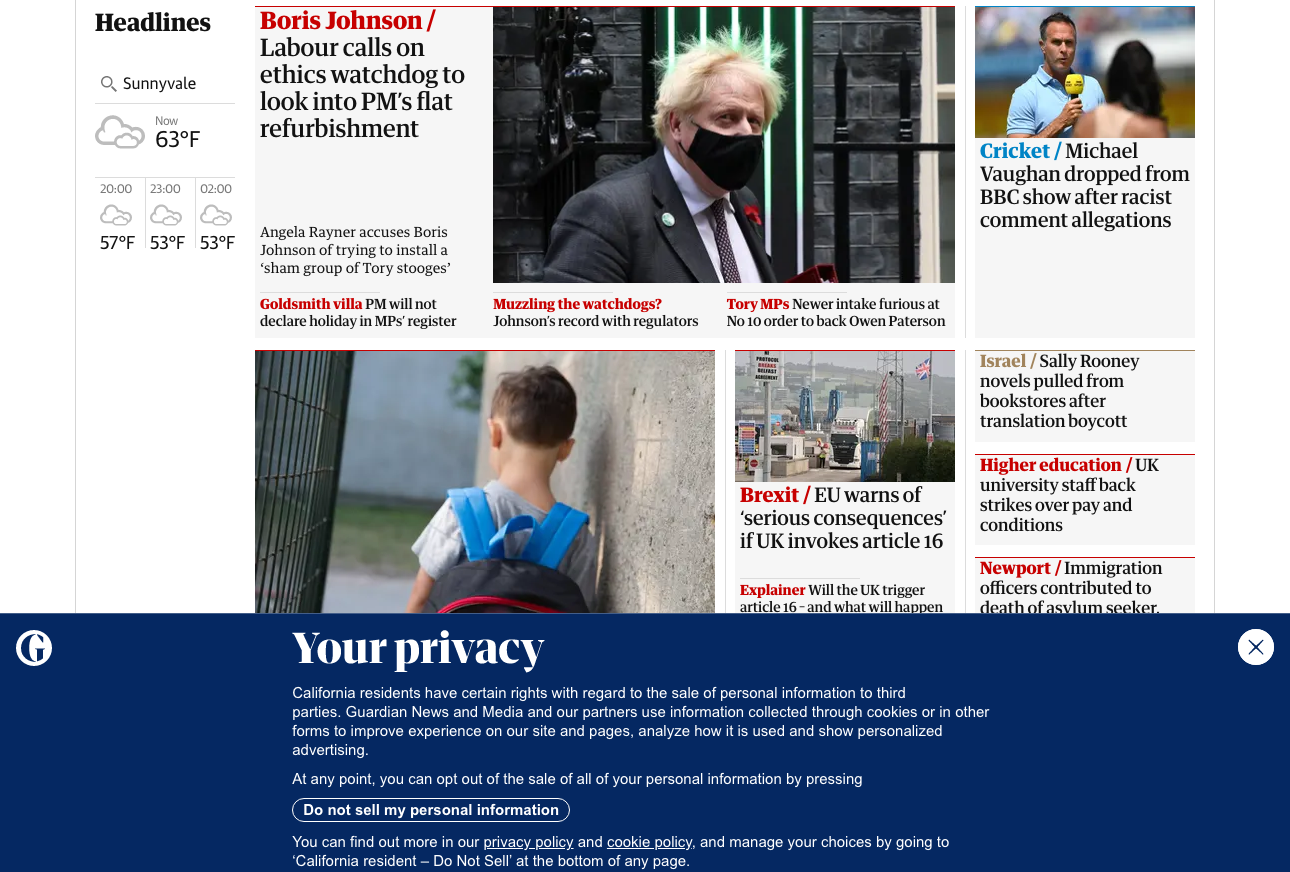 Headlines
Sunnyvale
Now
63°F
20:00
23:00
02:00
57°F
53°F
53°F
Boris Johnson /
Labour calls on
ethics watchdog to
look into PM’s flat
refurbishment
Angela Rayner accuses Boris
Johnson of trying to install a
‘sham group of Tory stooges’
Goldsmith villa PM will not
declare holiday in MPs’ register
Muzzling the watchdogs?
Johnson’s record with regulators
Tory MPs Newer intake furious at
No 10 order to back Owen Paterson
Cricket / Michael
Vaughan dropped from
BBC show after racist
comment allegations
PROTOCOL
BREAKS
BELFAST
AGREEMENT
Brexit / EU warns of
‘serious consequences’
if UK invokes article 16
Explainer Will the UK trigger
article 16 – and what will happen
Israel / Sally Rooney
novels pulled from
bookstores after
translation boycott
Higher education / UK
university staff back
strikes over pay and
conditions
Newport / Immigration
officers contributed to
death of asylum seeker,
Your privacy
California residents have certain rights with regard to the sale of personal information to third
parties. Guardian News and Media and our partners use information collected through cookies or in other
forms to improve experience on our site and pages, analyze how it is used and show personalized
advertising.
At any point, you can opt out of the sale of all of your personal information by pressing
Do not sell my personal information
You can find out more in our privacy policy and cookie policy, and manage your choices by going to
‘California resident – Do Not Sell’ at the bottom of any page.